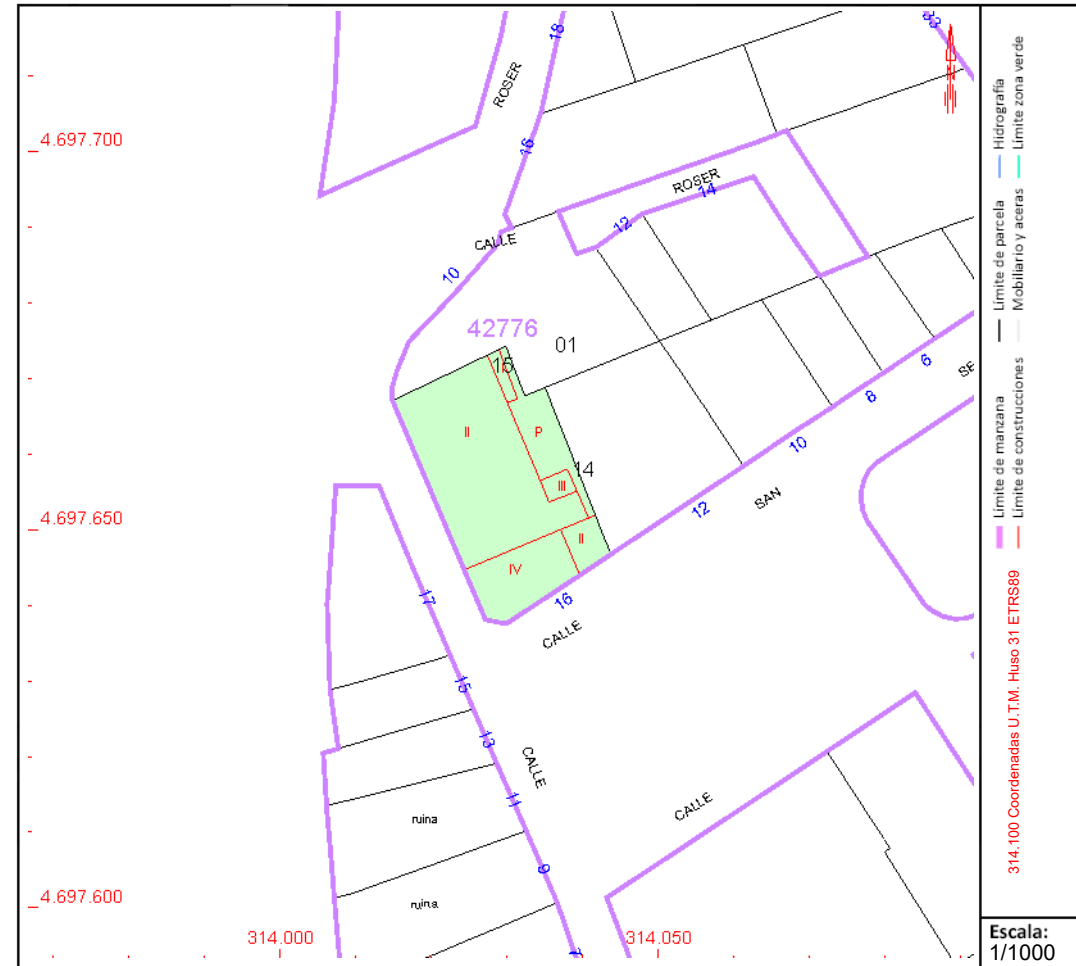 33
18
ROSER
4.697.700
16
ROSER
14
12
CALLE
10
42776
01
15
6
SE
8
II
P
10
14
III
SAN
12
4.697.650
II
IV
16
17
CALLE
15
13
CALLE
CALLE
11
ruina
9
4.697.600
ruina
7
314.000
314.050
Hidrografía
Límite zona verde
Límite de parcela
Mobiliario y aceras
Límite de manzana
Límite de construcciones
314.100 Coordenadas U.T.M. Huso 31 ETRS89
Escala:
1/1000